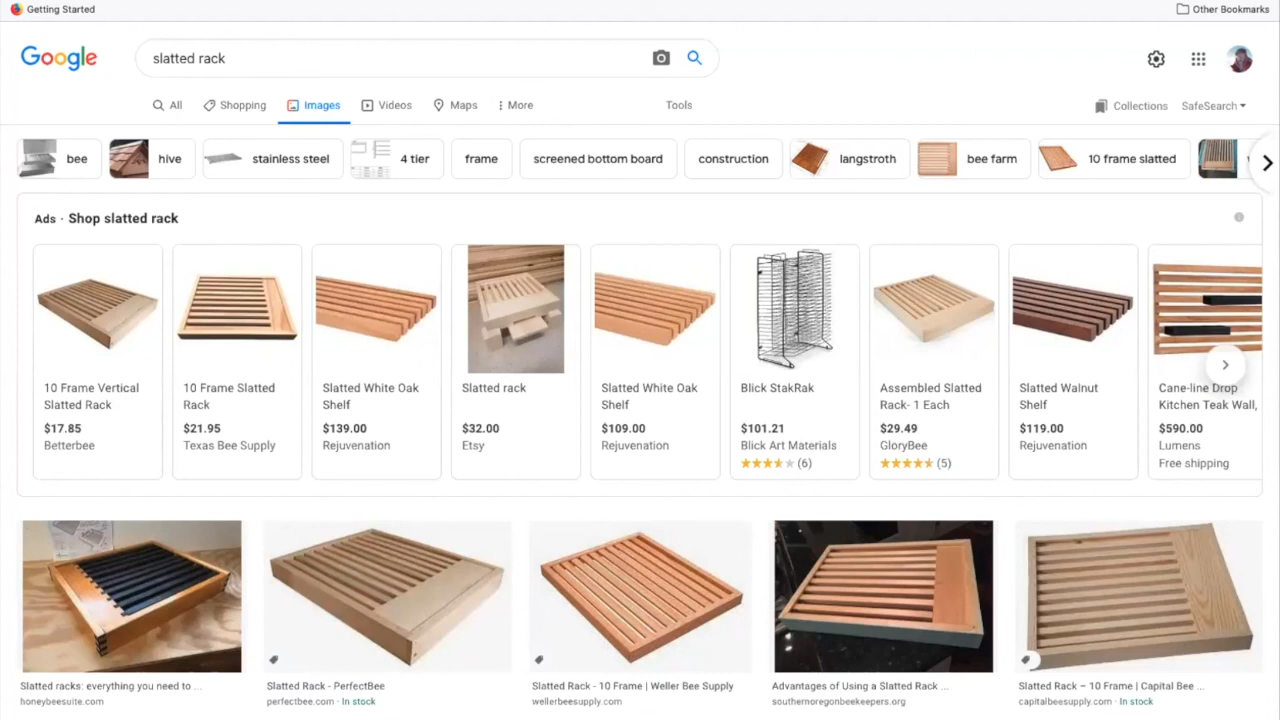 Getting Started
Other Bookmarks
Google
slatted rack
All
Shopping
Images
Videos
Maps
More
Tools
Collections
SafeSearch
bee
hive
stainless steel
4 tier
frame
screened bottom board
construction
langstroth
bee farm
10 frame slatted
Ads · Shop slatted rack
10 Frame Vertical
Slatted Rack
$17.85
Betterbee
10 Frame Slatted
Rack
$21.95
Texas Bee Supply
Slatted White Oak
Shelf
$139.00
Rejuvenation
Slatted rack
$32.00
Etsy
Slatted White Oak
Shelf
$109.00
Rejuvenation
Blick StakRak
$101.21
Blick Art Materials
(6)
Assembled Slatted
Rack- 1 Each
$29.49
GloryBee
(5)
Slatted Walnut
Shelf
$119.00
Rejuvenation
Cane-line Drop
Kitchen Teak Wall,
$590.00
Lumens
Free shipping
Slatted racks: everything you need to ...
honeybeesuite.com
Slatted Rack - PerfectBee
perfectbee.com · In stock
Slatted Rack - 10 Frame | Weller Bee Supply
wellerbeesupply.com
Advantages of Using a Slatted Rack ...
southernoregonbeekeepers.org
Slatted Rack – 10 Frame | Capital Bee ...
capitalbeesupply.com · In stock